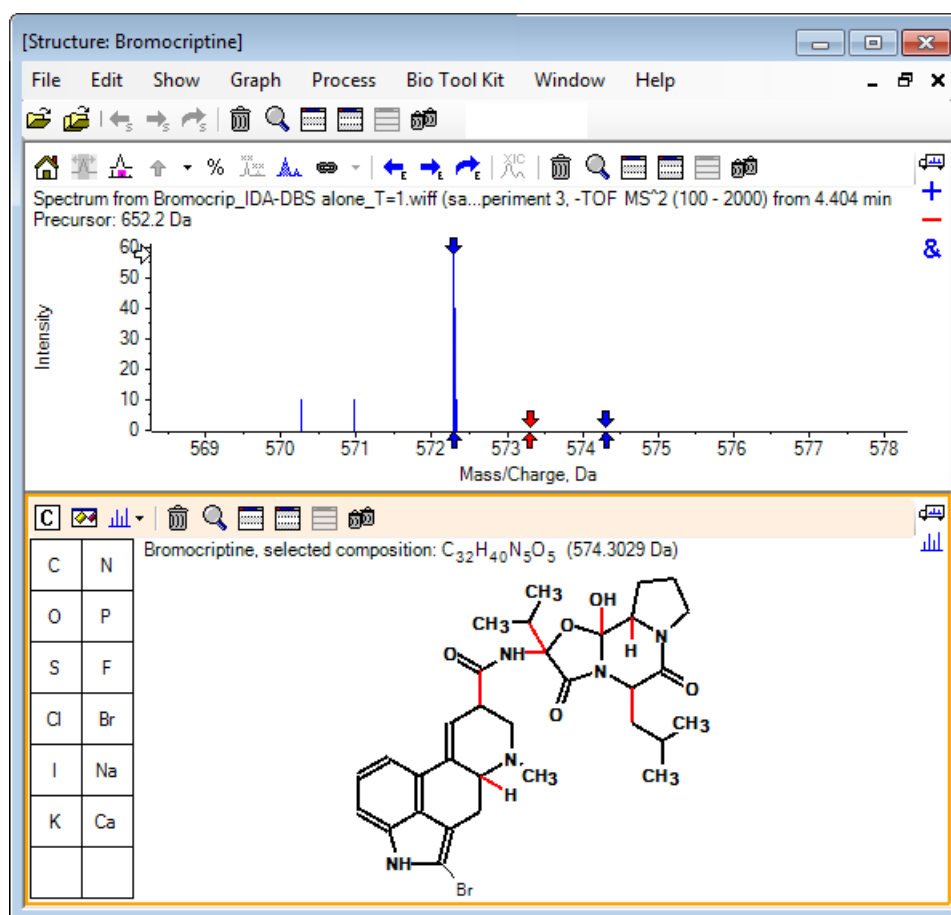 [Structure: Bromocriptine]
File Edit Show Graph Process Bio Tool Kit Window Help
S S S
% E E E XIC
Spectrum from Bromocrip_IDA-DBS alone_T=1.wiff (sa...periment 3, -TOF MS^2 (100 - 2000) from 4.404 min
Precursor: 652.2 Da
+
−
&
60
50
40
30
20
10
0
Intensity
569 570 571 572 573 574 575 576 577 578
Mass/Charge, Da
C
Bromocriptine, selected composition: C32H40N5O5 (574.3029 Da)
C N
O P
S F
Cl Br
I Na
K Ca
CH3 OH
CH3 O
O NH H N
N
O O
CH3
N CH3
CH3
H
NH
Br